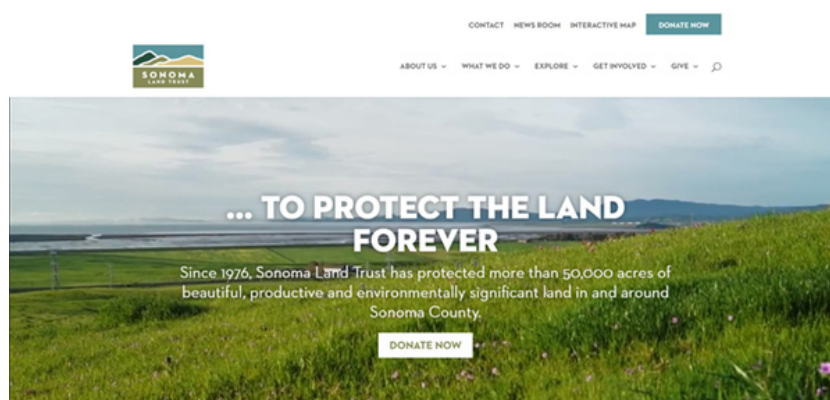 CONTACT NEWS ROOM INTERACTIVE MAP DONATE NOW
SONOMA
LAND TRUST
ABOUT US WHAT WE DO EXPLORE GET INVOLVED GIVE
... TO PROTECT THE LAND
FOREVER
Since 1976, Sonoma Land Trust has protected more than 50,000 acres of
beautiful, productive and environmentally significant land in and around
Sonoma County.
DONATE NOW